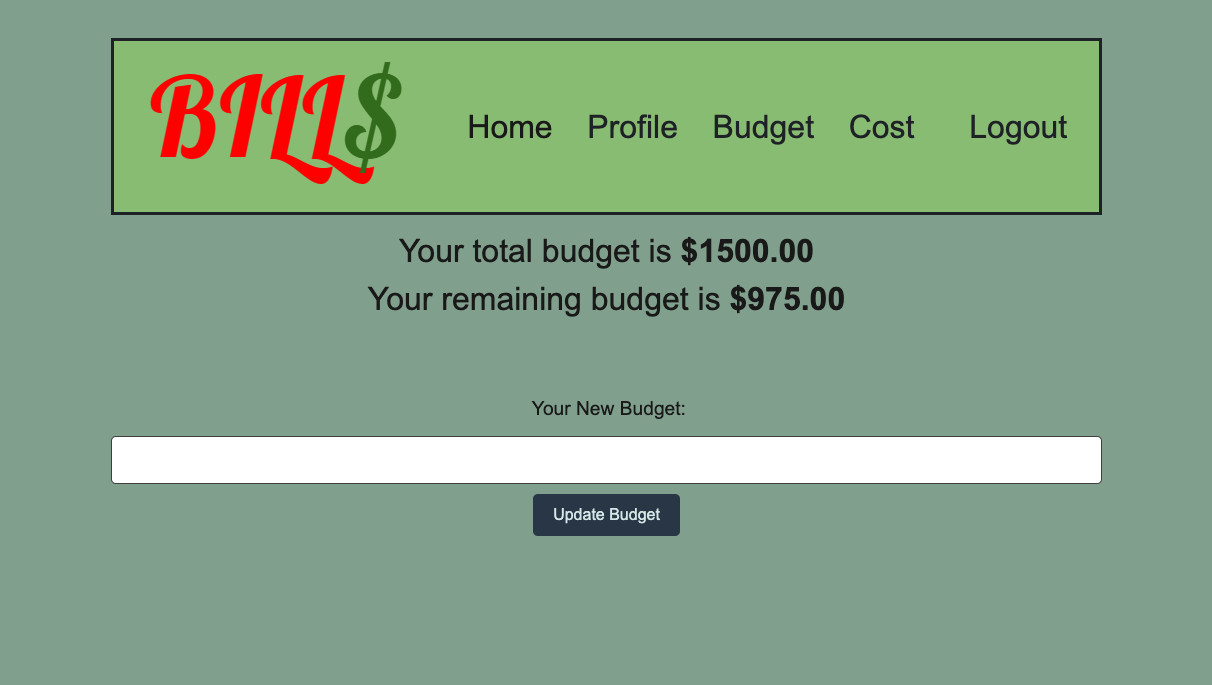 BILL$ Home Profile Budget Cost Logout
Your total budget is $1500.00
Your remaining budget is $975.00
Your New Budget:
Update Budget